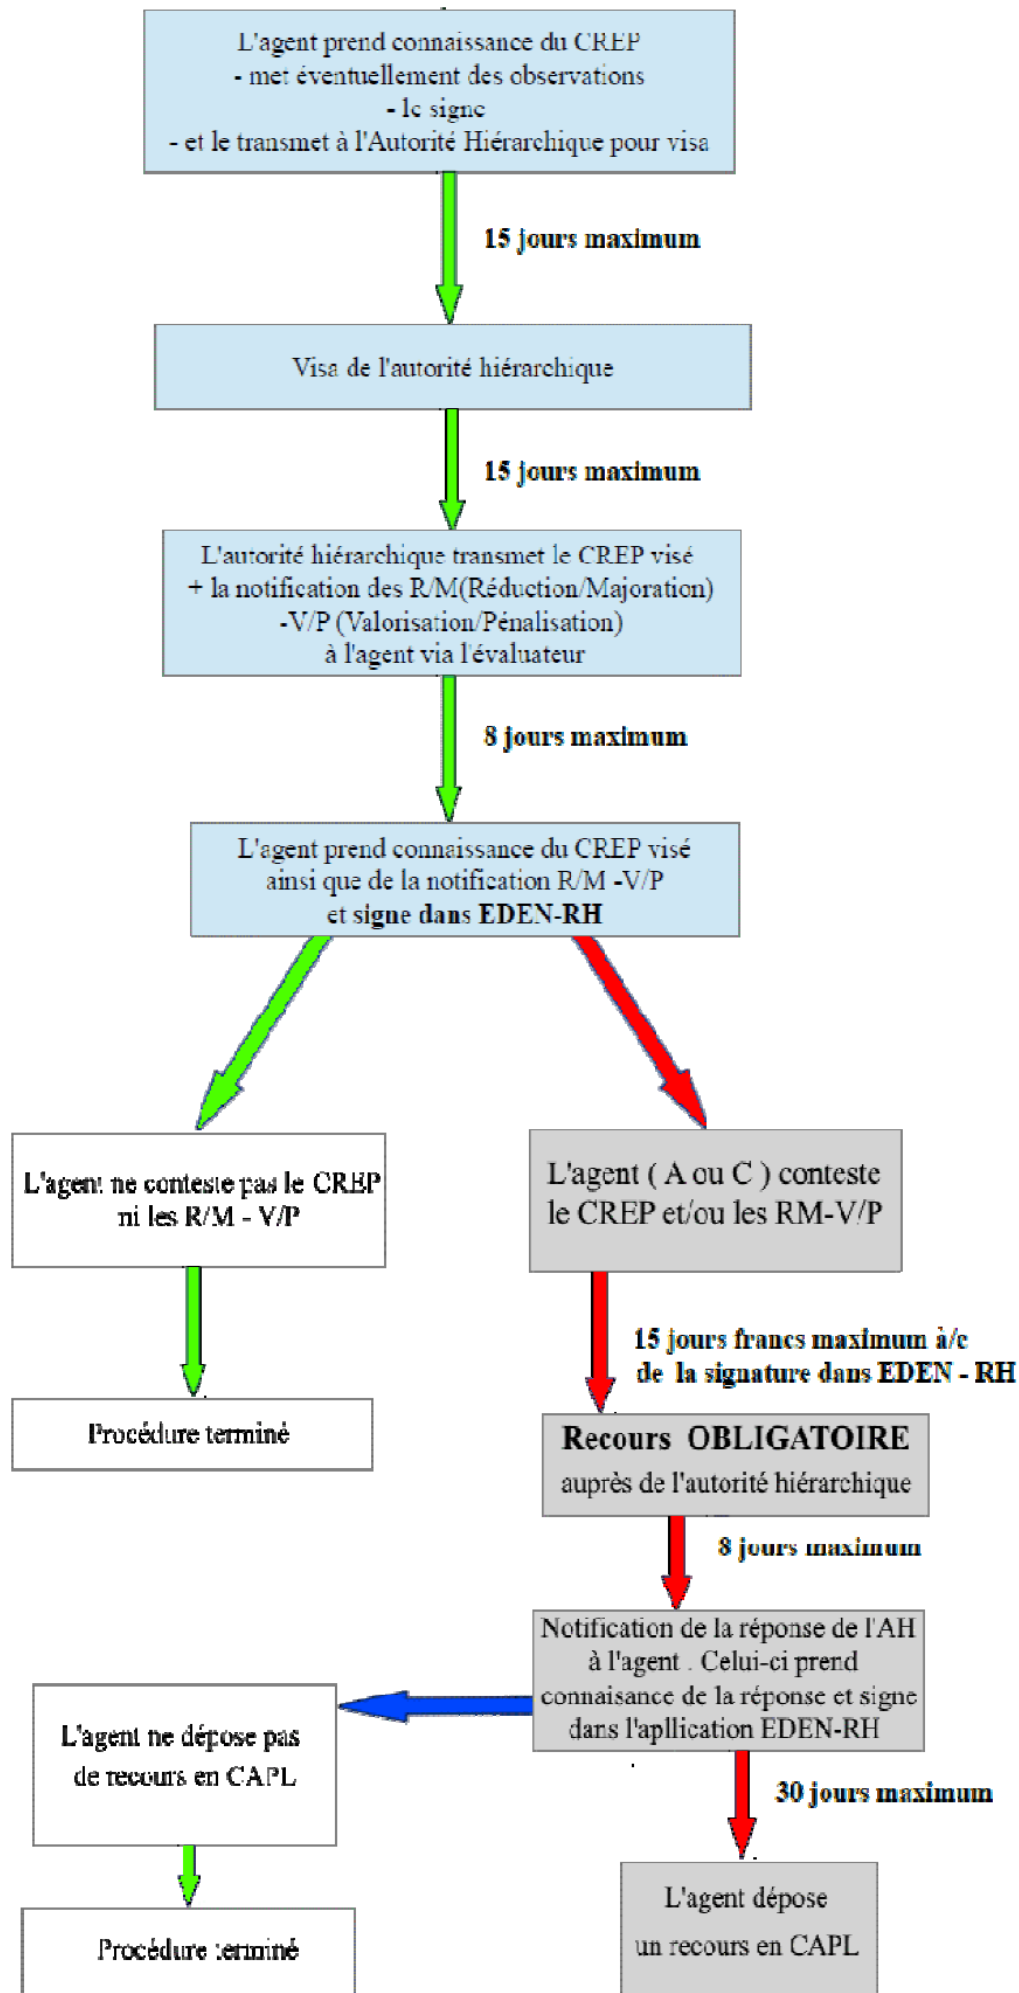 L'agent prend connaissance du CREP
- met éventuellement des observations
- le signe
- et le transmet à l'Autorité Hiérarchique pour visa
15 jours maximum
Visa de l'autorité hiérarchique
15 jours maximum
L'autorité hiérarchique transmet le CREP visé
+ la notification des R/M(Réduction/Majoration)
-V/P (Valorisation/Pénalisation)
à l'agent via l'évaluateur
8 jours maximum
L'agent prend connaissance du CREP visé
ainsi que de la notification R/M -V/P
et signe dans EDEN-RH
L'agent ne conteste pas le CREP
ni les R/M - V/P
L'agent ( A ou C ) conteste
le CREP et/ou les RM-V/P
15 jours francs maximum à/c
de la signature dans EDEN - RH
Procédure terminé
Recours OBLIGATOIRE
auprès de l'autorité hiérarchique
8 jours maximum
Notification de la réponse de l'AH
à l'agent . Celui-ci prend
connaisance de la réponse et signe
dans l'apllication EDEN-RH
L'agent ne dépose pas
de recours en CAPL
30 jours maximum
L'agent dépose
un recours en CAPL
Procédure terminé